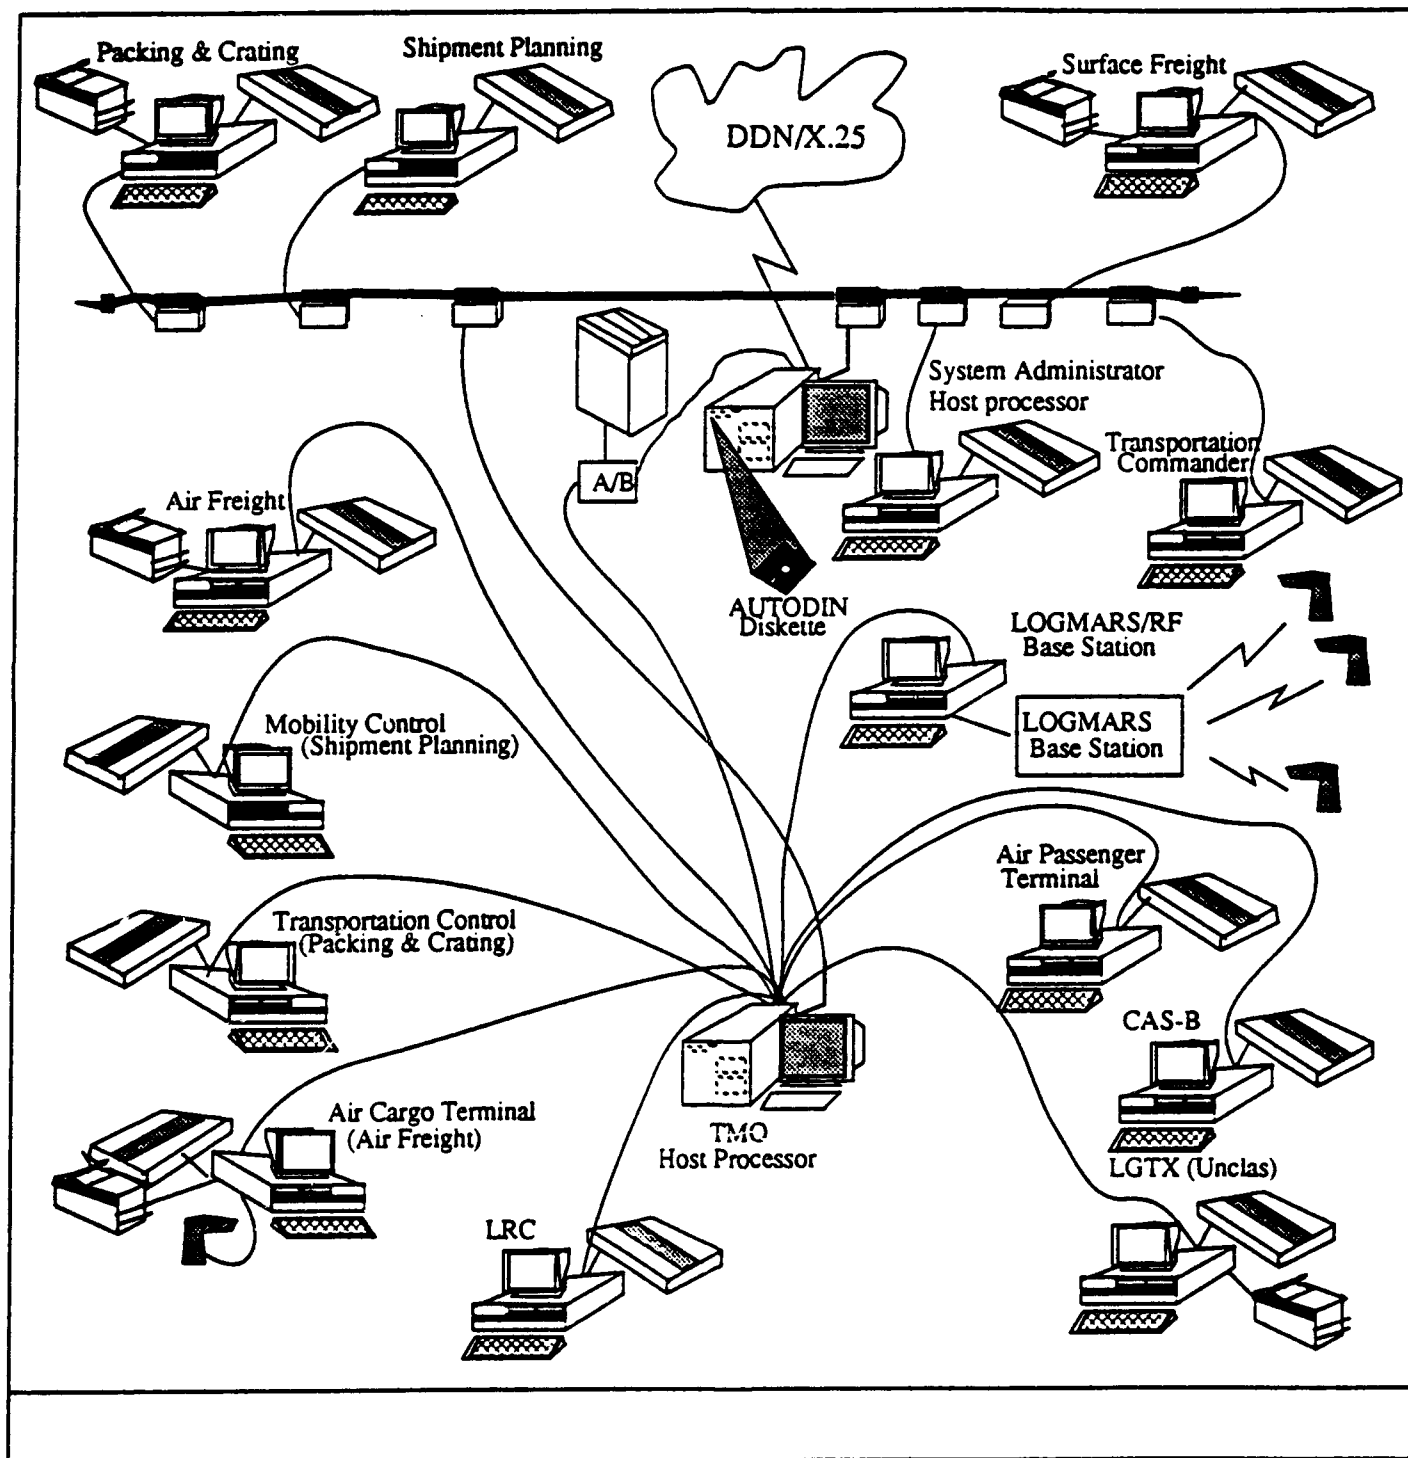 Packing & Crating
Shipment Planning
Surface Freight
DDN/X.25
System Administrator
Host processor
Transportation
Commander
A/B
Air Freight
AUTODIN
Diskette
LOGMARS/RF
Base Station
LOGMARS
Base Station
Mobility Control
(Shipment Planning)
Air Passenger
Terminal
Transportation Control
(Packing & Crating)
CAS-B
Air Cargo Terminal
(Air Freight)
TMO
Host Processor
LGTX (Unclas)
LRC